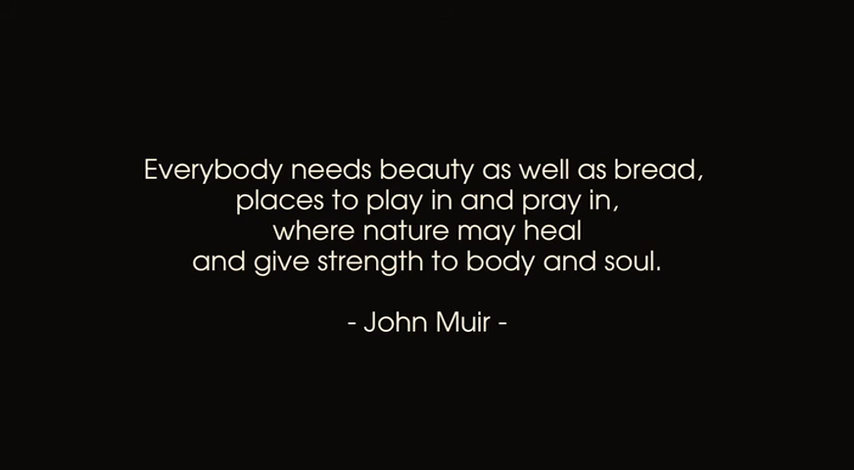 Everybody needs beauty as well as bread,
places to play in and pray in,
where nature may heal
and give strength to body and soul.
- John Muir -